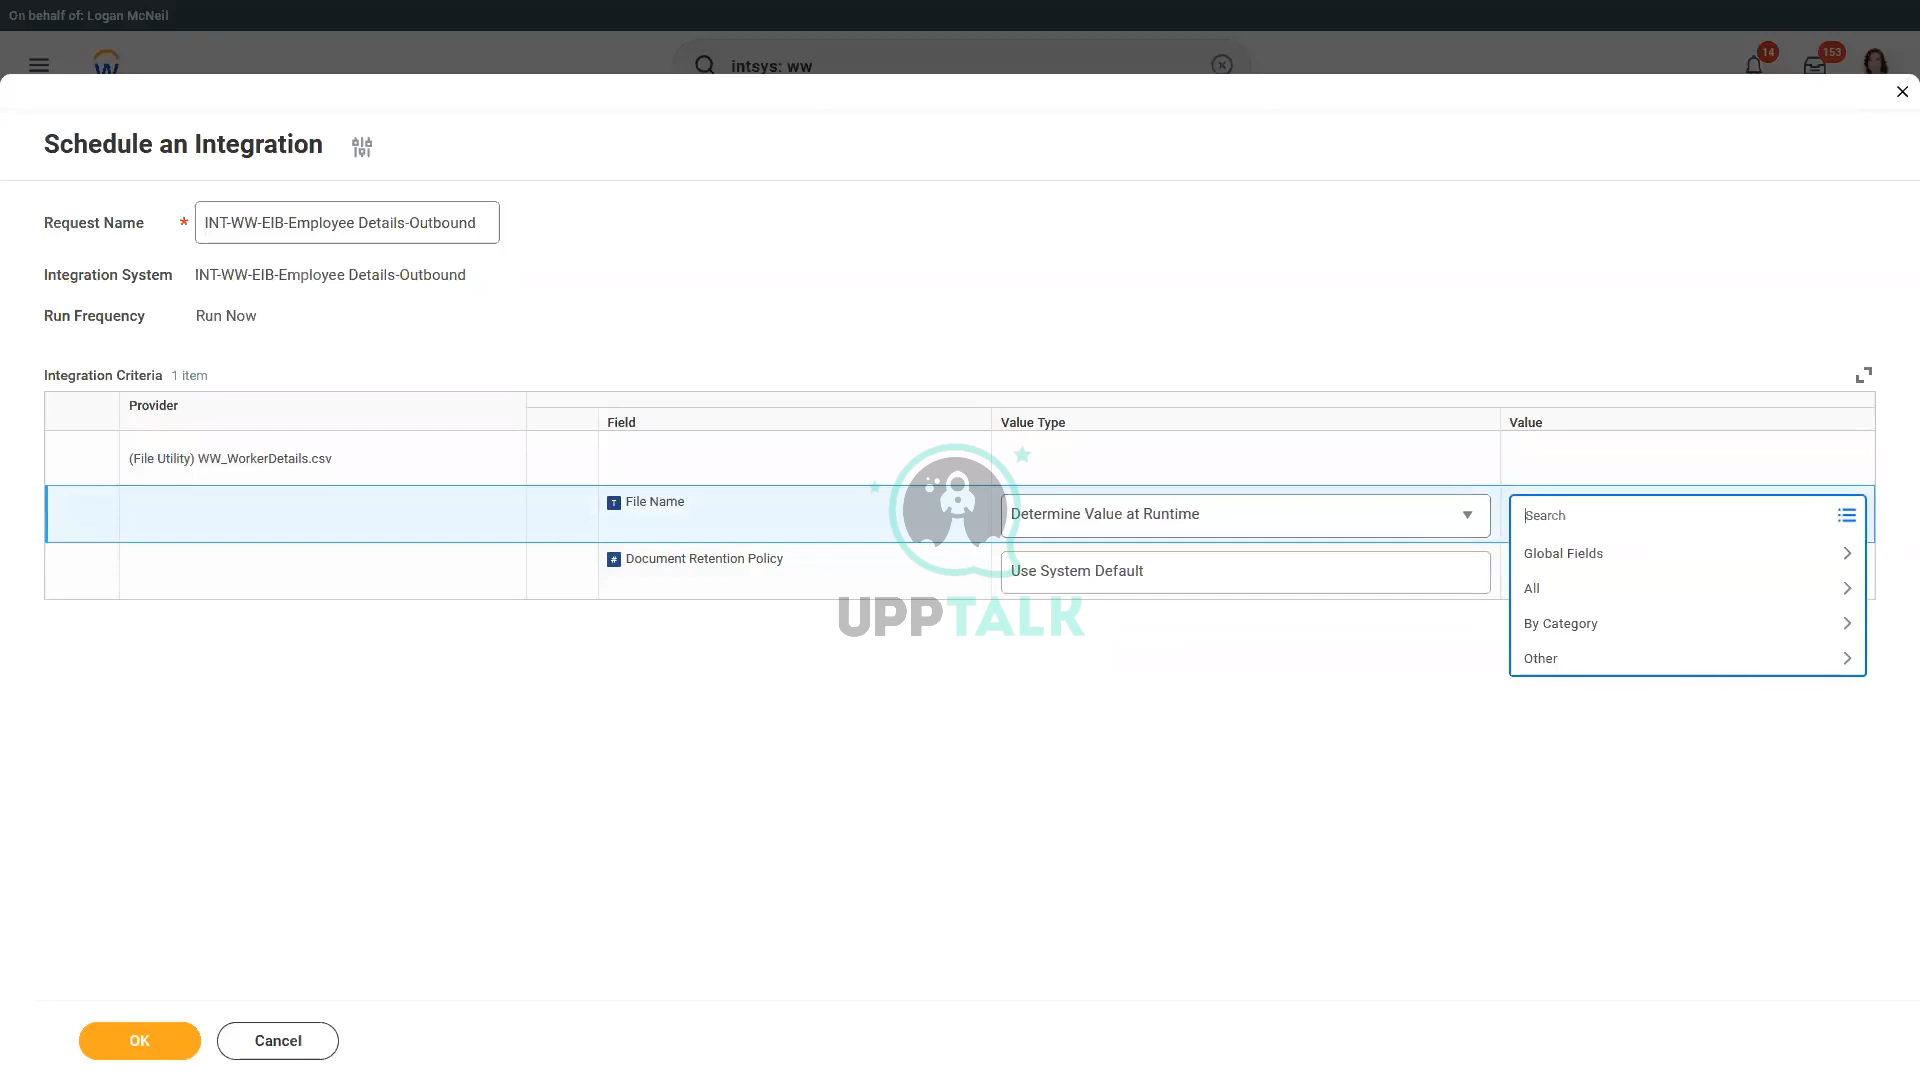 On behalf of: Logan McNeil
intsys: ww
14
153
Schedule an Integration
Request Name * INT-WW-EIB-Employee Details-Outbound
Integration System INT-WW-EIB-Employee Details-Outbound
Run Frequency Run Now
Integration Criteria 1 item
Provider
Field Value Type Value
(File Utility) WW_WorkerDetails.csv
T File Name Determine Value at Runtime Search
Global Fields
# Document Retention Policy Use System Default
All
By Category
Other
UPPTALK
OK Cancel